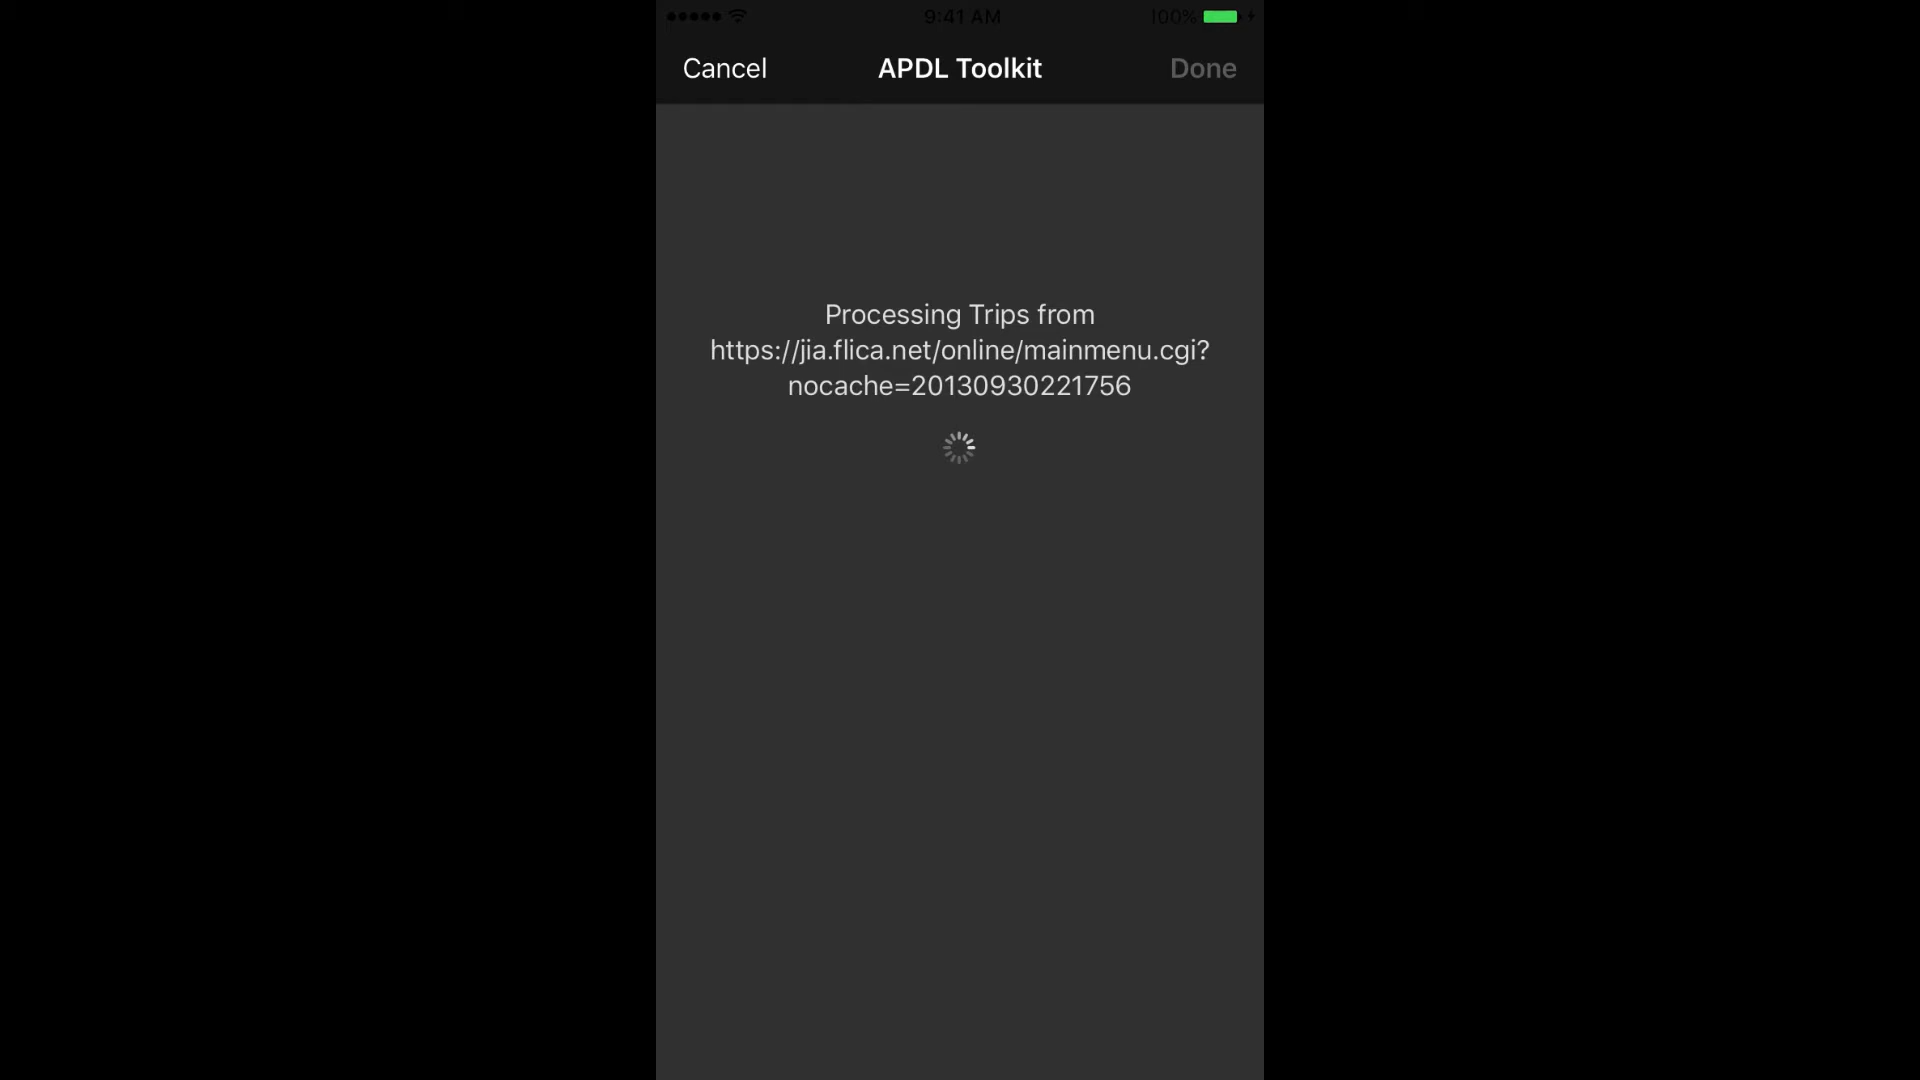 9:41 AM
100%
Cancel
APDL Toolkit
Done
Processing Trips from
https://jia.flica.net/online/mainmenu.cgi?
nocache=20130930221756